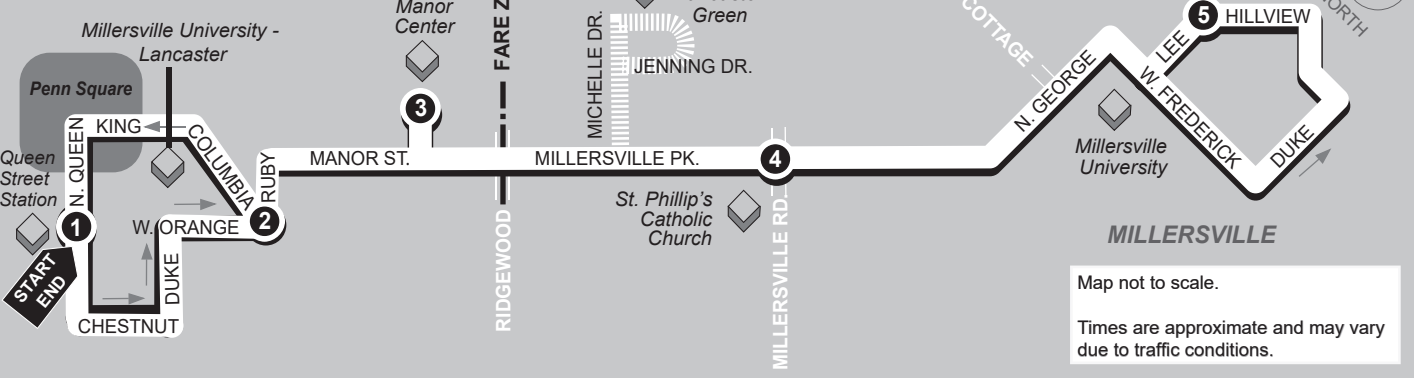 Manor
Center
FARE Z
Green
MICHELLE DR.
JENNING DR.
COTTAGE
5
HILLVIEW
LEE
Millersville University -
Lancaster
Penn Square
KING
N. QUEEN
COLUMBIA
Queen
Street
Station
1
START
END
W. ORANGE
2
RUBY
DUKE
CHESTNUT
3
MANOR ST.
RIDGEWOOD
MILLERSVILLE PK.
4
St. Phillip's
Catholic
Church
MILLERSVILLE RD.
N. GEORGE
W. FREDERICK
DUKE
Millersville
University
MILLERSVILLE
Map not to scale.
Times are approximate and may vary
due to traffic conditions.